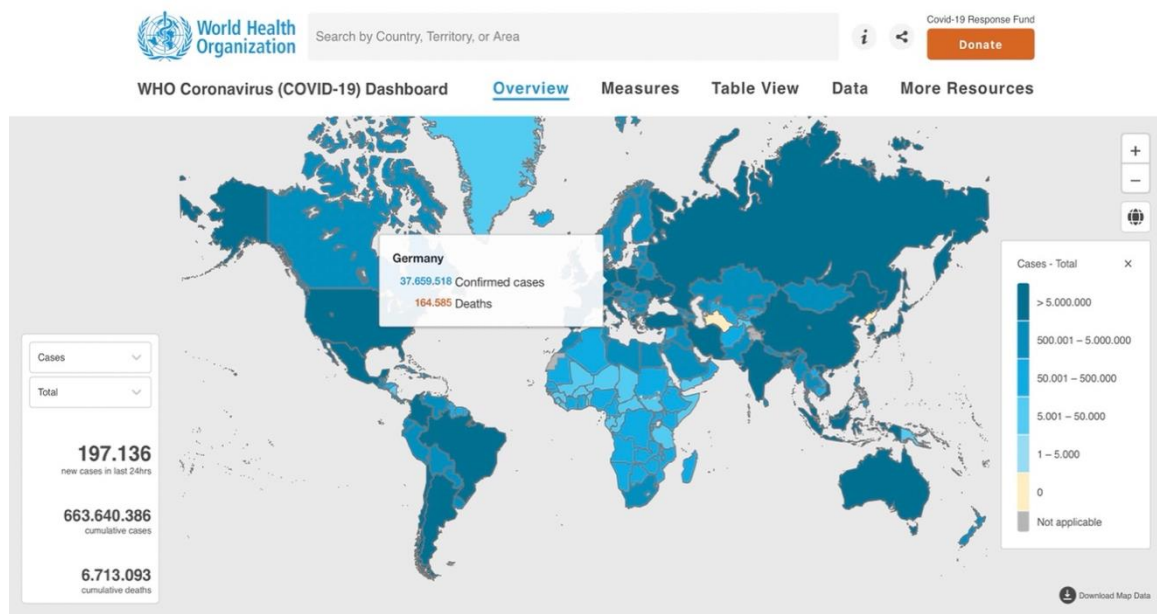 World Health
Organization
Search by Country, Territory, or Area
i
Covid-19 Response Fund
Donate
WHO Coronavirus (COVID-19) Dashboard
Overview
Measures
Table View
Data
More Resources
+
−
Germany
37.659.518 Confirmed cases
164.585 Deaths
Cases - Total
×
> 5.000.000
500.001 – 5.000.000
50.001 – 500.000
5.001 – 50.000
1 – 5.000
0
Not applicable
Cases
Total
197.136
new cases in last 24hrs
663.640.386
cumulative cases
6.713.093
cumulative deaths
Download Map Data